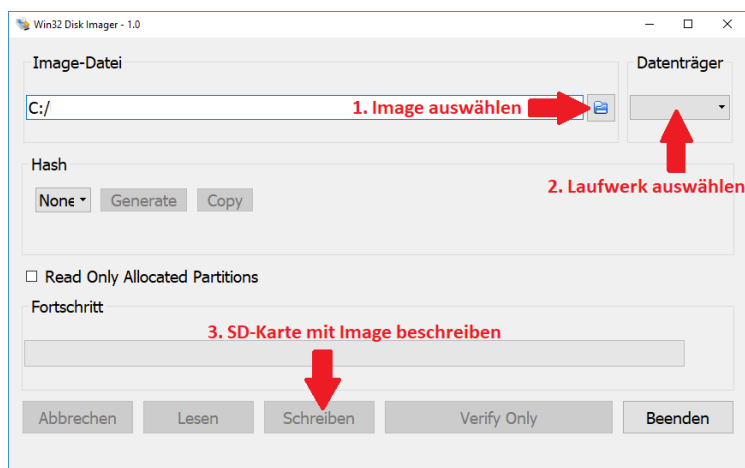 Win32 Disk Imager - 1.0
Image-Datei
Datenträger
C:/
1. Image auswählen
2. Laufwerk auswählen
Hash
None
Generate
Copy
Read Only Allocated Partitions
Fortschritt
3. SD-Karte mit Image beschreiben
Abbrechen
Lesen
Schreiben
Verify Only
Beenden